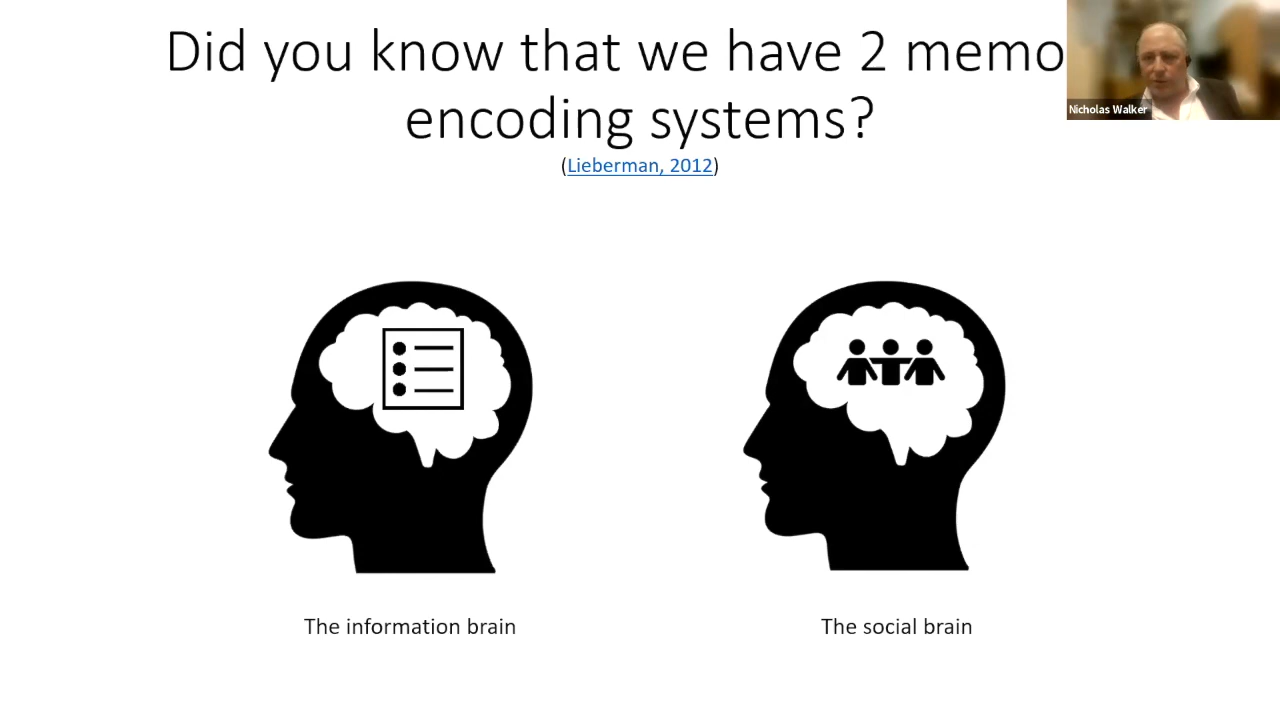 Did you know that we have 2 memo
encoding systems?
(Lieberman, 2012)
Nicholas Walker
The information brain
The social brain